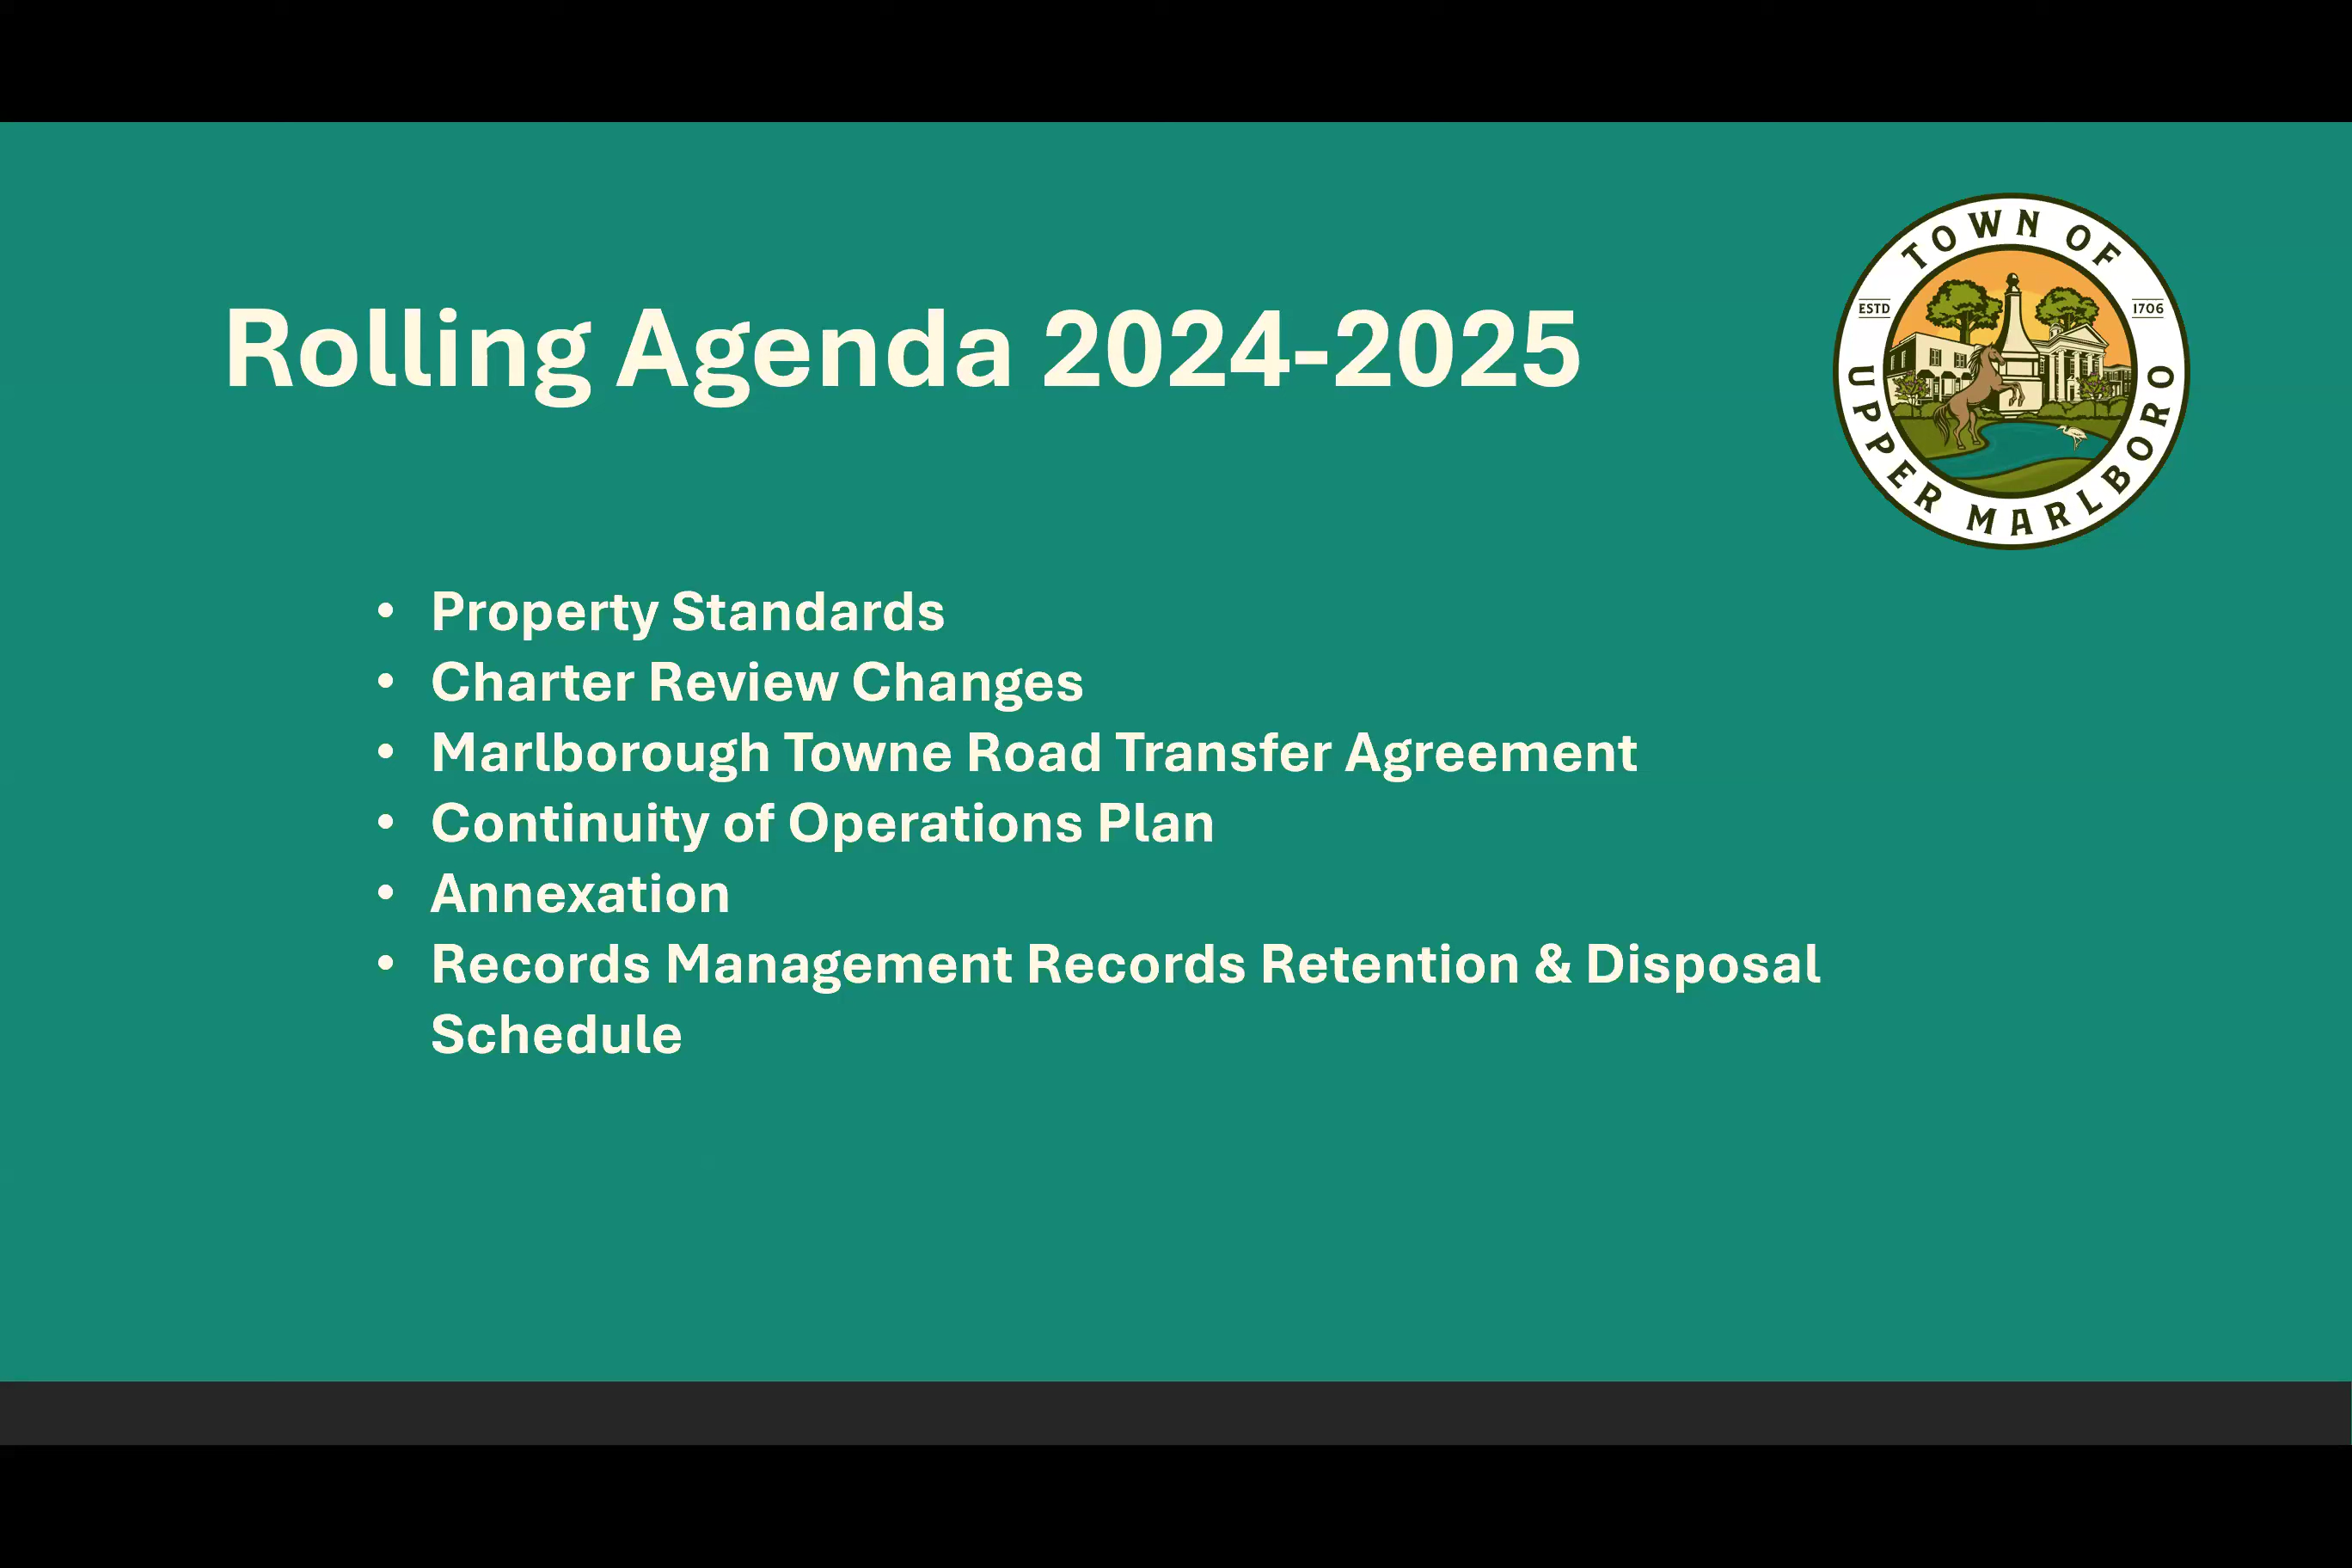 Rolling Agenda 2024-2025
TOWN OF
ESTD
1706
UPPER MARLBORO
• Property Standards
• Charter Review Changes
• Marlborough Towne Road Transfer Agreement
• Continuity of Operations Plan
• Annexation
• Records Management Records Retention & Disposal
Schedule